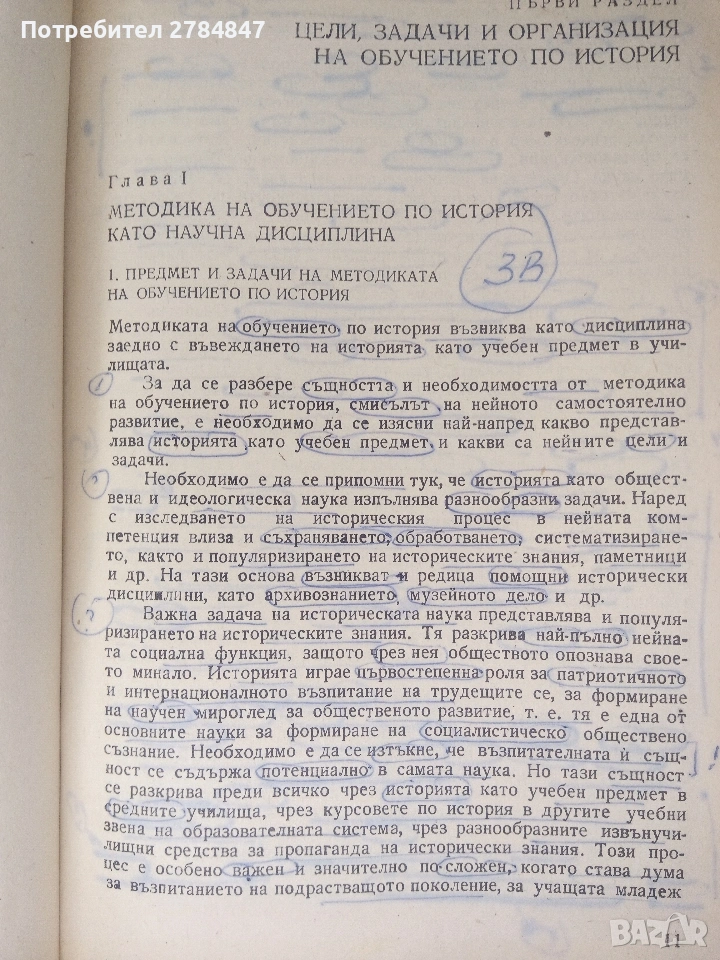 Потребител 2784847
ПЪРВИ РАЗДЕЛ
ЦЕЛИ, ЗАДАЧИ И ОРГАНИЗАЦИЯ
НА ОБУЧЕНИЕТО ПО ИСТОРИЯ
Глава I
МЕТОДИКА НА ОБУЧЕНИЕТО ПО ИСТОРИЯ
КАТО НАУЧНА ДИСЦИПЛИНА
3В
1. ПРЕДМЕТ И ЗАДАЧИ НА МЕТОДИКАТА
НА ОБУЧЕНИЕТО ПО ИСТОРИЯ
Методиката на обучението по история възниква като дисциплина
заедно с въвеждането на историята като учебен предмет в учи-
лищата.
1 За да се разбере същността и необходимостта от методика
на обучението по история, смисълът на нейното самостоятелно
развитие, е необходимо да се изясни най-напред какво представ-
лява историята като учебен предмет и какви са нейните цели и
задачи.
Необходимо е да се припомни тук, че историята като общест-
вена и идеологическа наука изпълнява разнообразни задачи. Наред
с изследването на историческия процес в нейната ком-
петенция влиза и съхраняването, обработването, систематизиране-
то, както и популяризирането на историческите знания, паметници
и др. На тази основа възникват и редица помощни исторически
дисциплини, като архивознанието, музейното дело и др.
Важна задача на историческата наука представлява и популя-
ризирането на историческите знания. Тя разкрива най-пълно нейна-
та социална функция, защото чрез нея обществото опознава свое-
то минало. Историята играе първостепенна роля за патриотичното
и интернационалното възпитание на трудещите се, за формиране
на научен мироглед за общественото развитие, т. е. тя е една от
основните науки за формиране на социалистическо обществено
съзнание. Необходимо е да се изтъкне, че възпитателната ѝ същ-
ност се съдържа потенциално в самата наука. Но тази същност
се разкрива преди всичко чрез историята като учебен предмет в
средните училища, чрез курсовете по история в другите учебни
звена на образователната система, чрез разнообразните извънучи-
лищни средства за пропаганда на исторически знания. Този про-
цес е особено важен и значително по-сложен, когато става дума
за възпитанието на подрастващото поколение, за учащата младеж
11
BAZAR